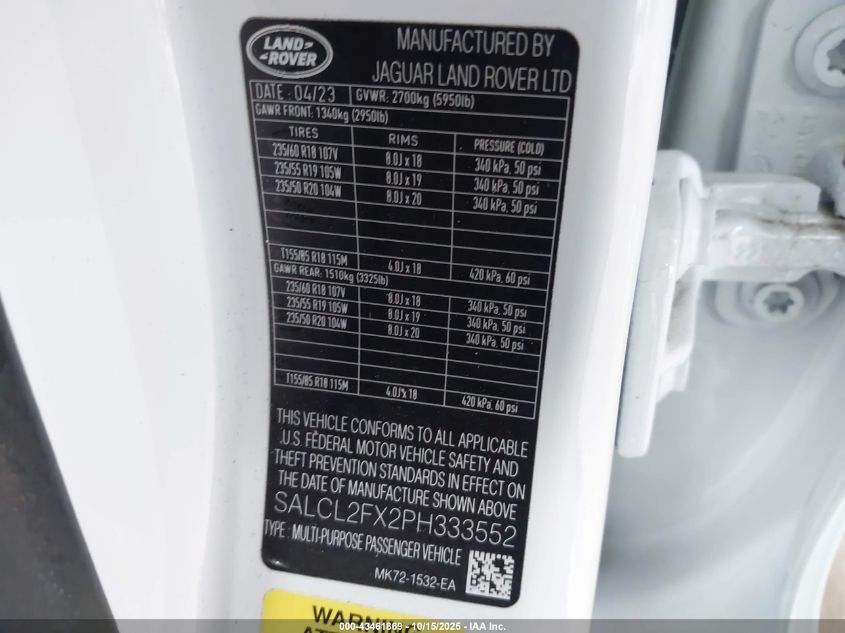 LAND
ROVER
MANUFACTURED BY
JAGUAR LAND ROVER LTD
DATE : 04/23 GVWR: 2700kg (5950lb)
GAWR FRONT: 1340kg (2950lb)
TIRES RIMS PRESSURE (COLD)
235/60 R18 107V 8.0J x 18 340 kPa, 50 psi
235/55 R19 105W 8.0J x 19 340 kPa, 50 psi
235/50 R20 104W 8.0J x 20 340 kPa, 50 psi
T155/85 R18 115M 4.0J x 18 420 kPa, 60 psi
GAWR REAR: 1510kg (3325lb)
235/60 R18 107V 8.0J x 18 340 kPa, 50 psi
235/55 R19 105W 8.0J x 19 340 kPa, 50 psi
235/50 R20 104W 8.0J x 20 340 kPa, 50 psi
T155/85 R18 115M 4.0J x 18 420 kPa, 60 psi
THIS VEHICLE CONFORMS TO ALL APPLICABLE
U.S. FEDERAL MOTOR VEHICLE SAFETY AND
THEFT PREVENTION STANDARDS IN EFFECT ON
THE DATE OF MANUFACTURE SHOWN ABOVE
SALCL2FX2PH333552
TYPE : MULTI-PURPOSE PASSENGER VEHICLE
MK72-1532-EA
WARNING
000-43461869 - 10/15/2025 - IAA Inc.